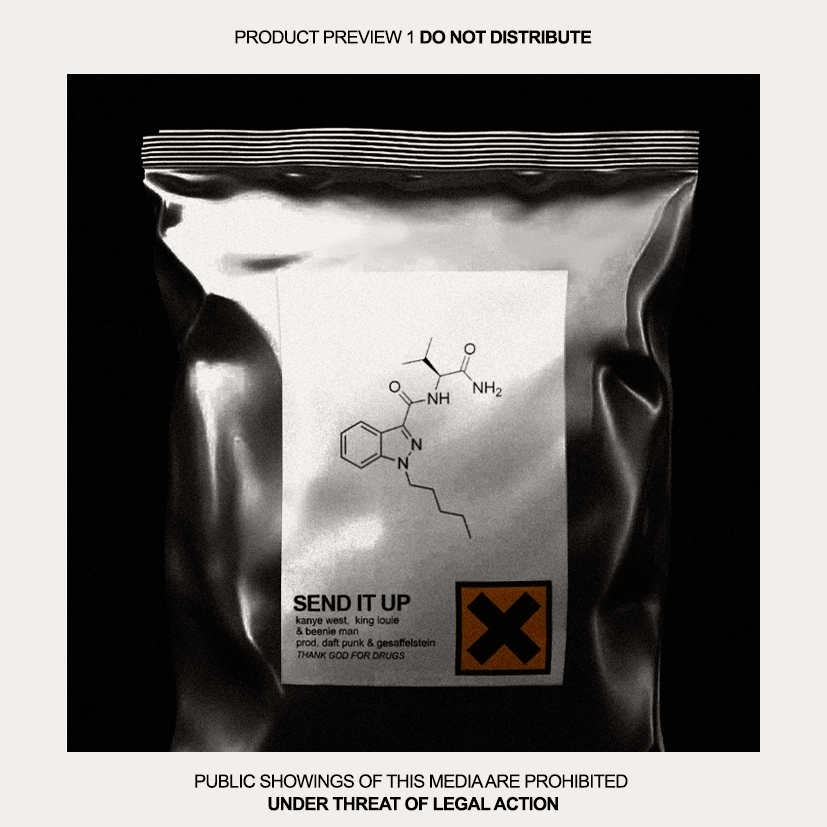 PRODUCT PREVIEW 1 DO NOT DISTRIBUTE
O
O
NH
NH2
N
N
SEND IT UP
kanye west, king louie
& beenie man
prod. daft punk & gesaffelstein
THANK GOD FOR DRUGS
PUBLIC SHOWINGS OF THIS MEDIA ARE PROHIBITED
UNDER THREAT OF LEGAL ACTION